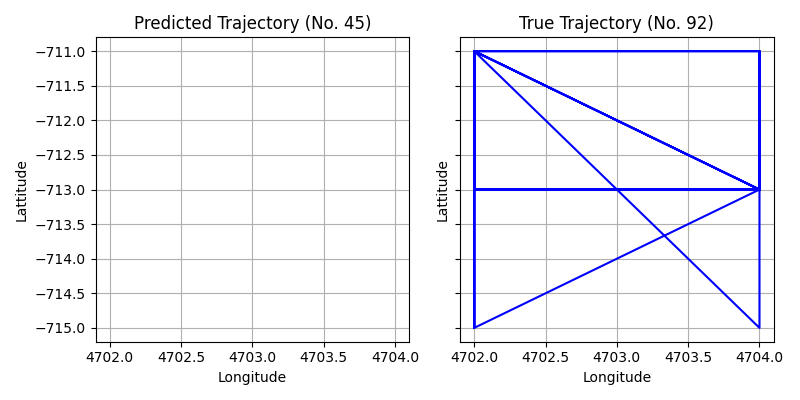 Predicted Trajectory (No. 45)
−711.0
−711.5
−712.0
−712.5
−713.0
−713.5
−714.0
−714.5
−715.0
Lattitude
4702.0 4702.5 4703.0 4703.5 4704.0
Longitude
True Trajectory (No. 92)
Lattitude
4702.0 4702.5 4703.0 4703.5 4704.0
Longitude